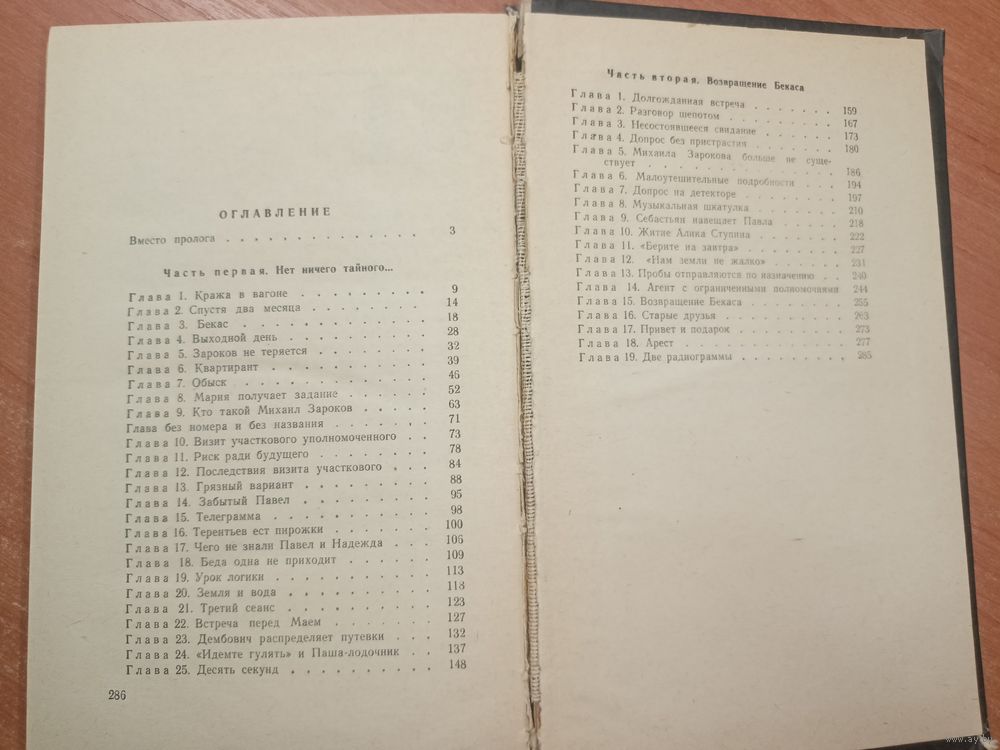 ОГЛАВЛЕНИЕ
Вместо пролога . . . . . . . . . . . . . . 3
Часть первая. Нет ничего тайного...
Глава 1. Кража в вагоне . . . . . . . . . 9
Глава 2. Спустя два месяца . . . . . . . . 14
Глава 3. Бекас . . . . . . . . . . . . 18
Глава 4. Выходной день . . . . . . . . . 28
Глава 5. Зароков не теряется . . . . . . . 32
Глава 6. Квартирант . . . . . . . . . . 39
Глава 7. Обыск . . . . . . . . . . . . 46
Глава 8. Мария получает задание . . . . . . 52
Глава 9. Кто такой Михаил Зароков . . . . . 63
Глава без номера и без названия . . . . . . . 71
Глава 10. Визит участкового уполномоченного . . 73
Глава 11. Риск ради будущего . . . . . . . 78
Глава 12. Последствия визита участкового . . . 84
Глава 13. Грязный вариант . . . . . . . . 88
Глава 14. Забытый Павел . . . . . . . . 95
Глава 15. Телеграмма . . . . . . . . . . 98
Глава 16. Терентьев ест пирожки . . . . . . 100
Глава 17. Чего не знали Павел и Надежда . . . 106
Глава 18. Беда одна не приходит . . . . . . 109
Глава 19. Урок логики . . . . . . . . . . 113
Глава 20. Земля и вода . . . . . . . . . 118
Глава 21. Третий сеанс . . . . . . . . . 123
Глава 22. Встреча перед Маем . . . . . . . 127
Глава 23. Дембович распределяет путевки . . . 132
Глава 24. «Идемте гулять» и Паша-лодочник . . 137
Глава 25. Десять секунд . . . . . . . . . 148
286
Часть вторая. Возвращение Бекаса
Глава 1. Долгожданная встреча . . . . . . . 159
Глава 2. Разговор шепотом . . . . . . . . 167
Глава 3. Несостоявшееся свидание . . . . . . 173
Глава 4. Допрос без пристрастия . . . . . . 180
Глава 5. Михаила Зарокова больше не суще-
ствует . . . . . . . . . . . . . 186
Глава 6. Малоутешительные подробности . . . 194
Глава 7. Допрос на детекторе . . . . . . . 197
Глава 8. Музыкальная шкатулка . . . . . . 210
Глава 9. Себастьян навещает Павла . . . . . 218
Глава 10. Житие Алика Ступина . . . . . . 222
Глава 11. «Берите на завтра» . . . . . . . 227
Глава 12. «Нам земли не жалко» . . . . . . 231
Глава 13. Пробы отправляются по назначению . . 240
Глава 14. Агент с ограниченными полномочиями 244
Глава 15. Возвращение Бекаса . . . . . . . 255
Глава 16. Старые друзья . . . . . . . . . 263
Глава 17. Привет и подарок . . . . . . . . 273
Глава 18. Арест . . . . . . . . . . . . 277
Глава 19. Две радиограммы . . . . . . . . 285